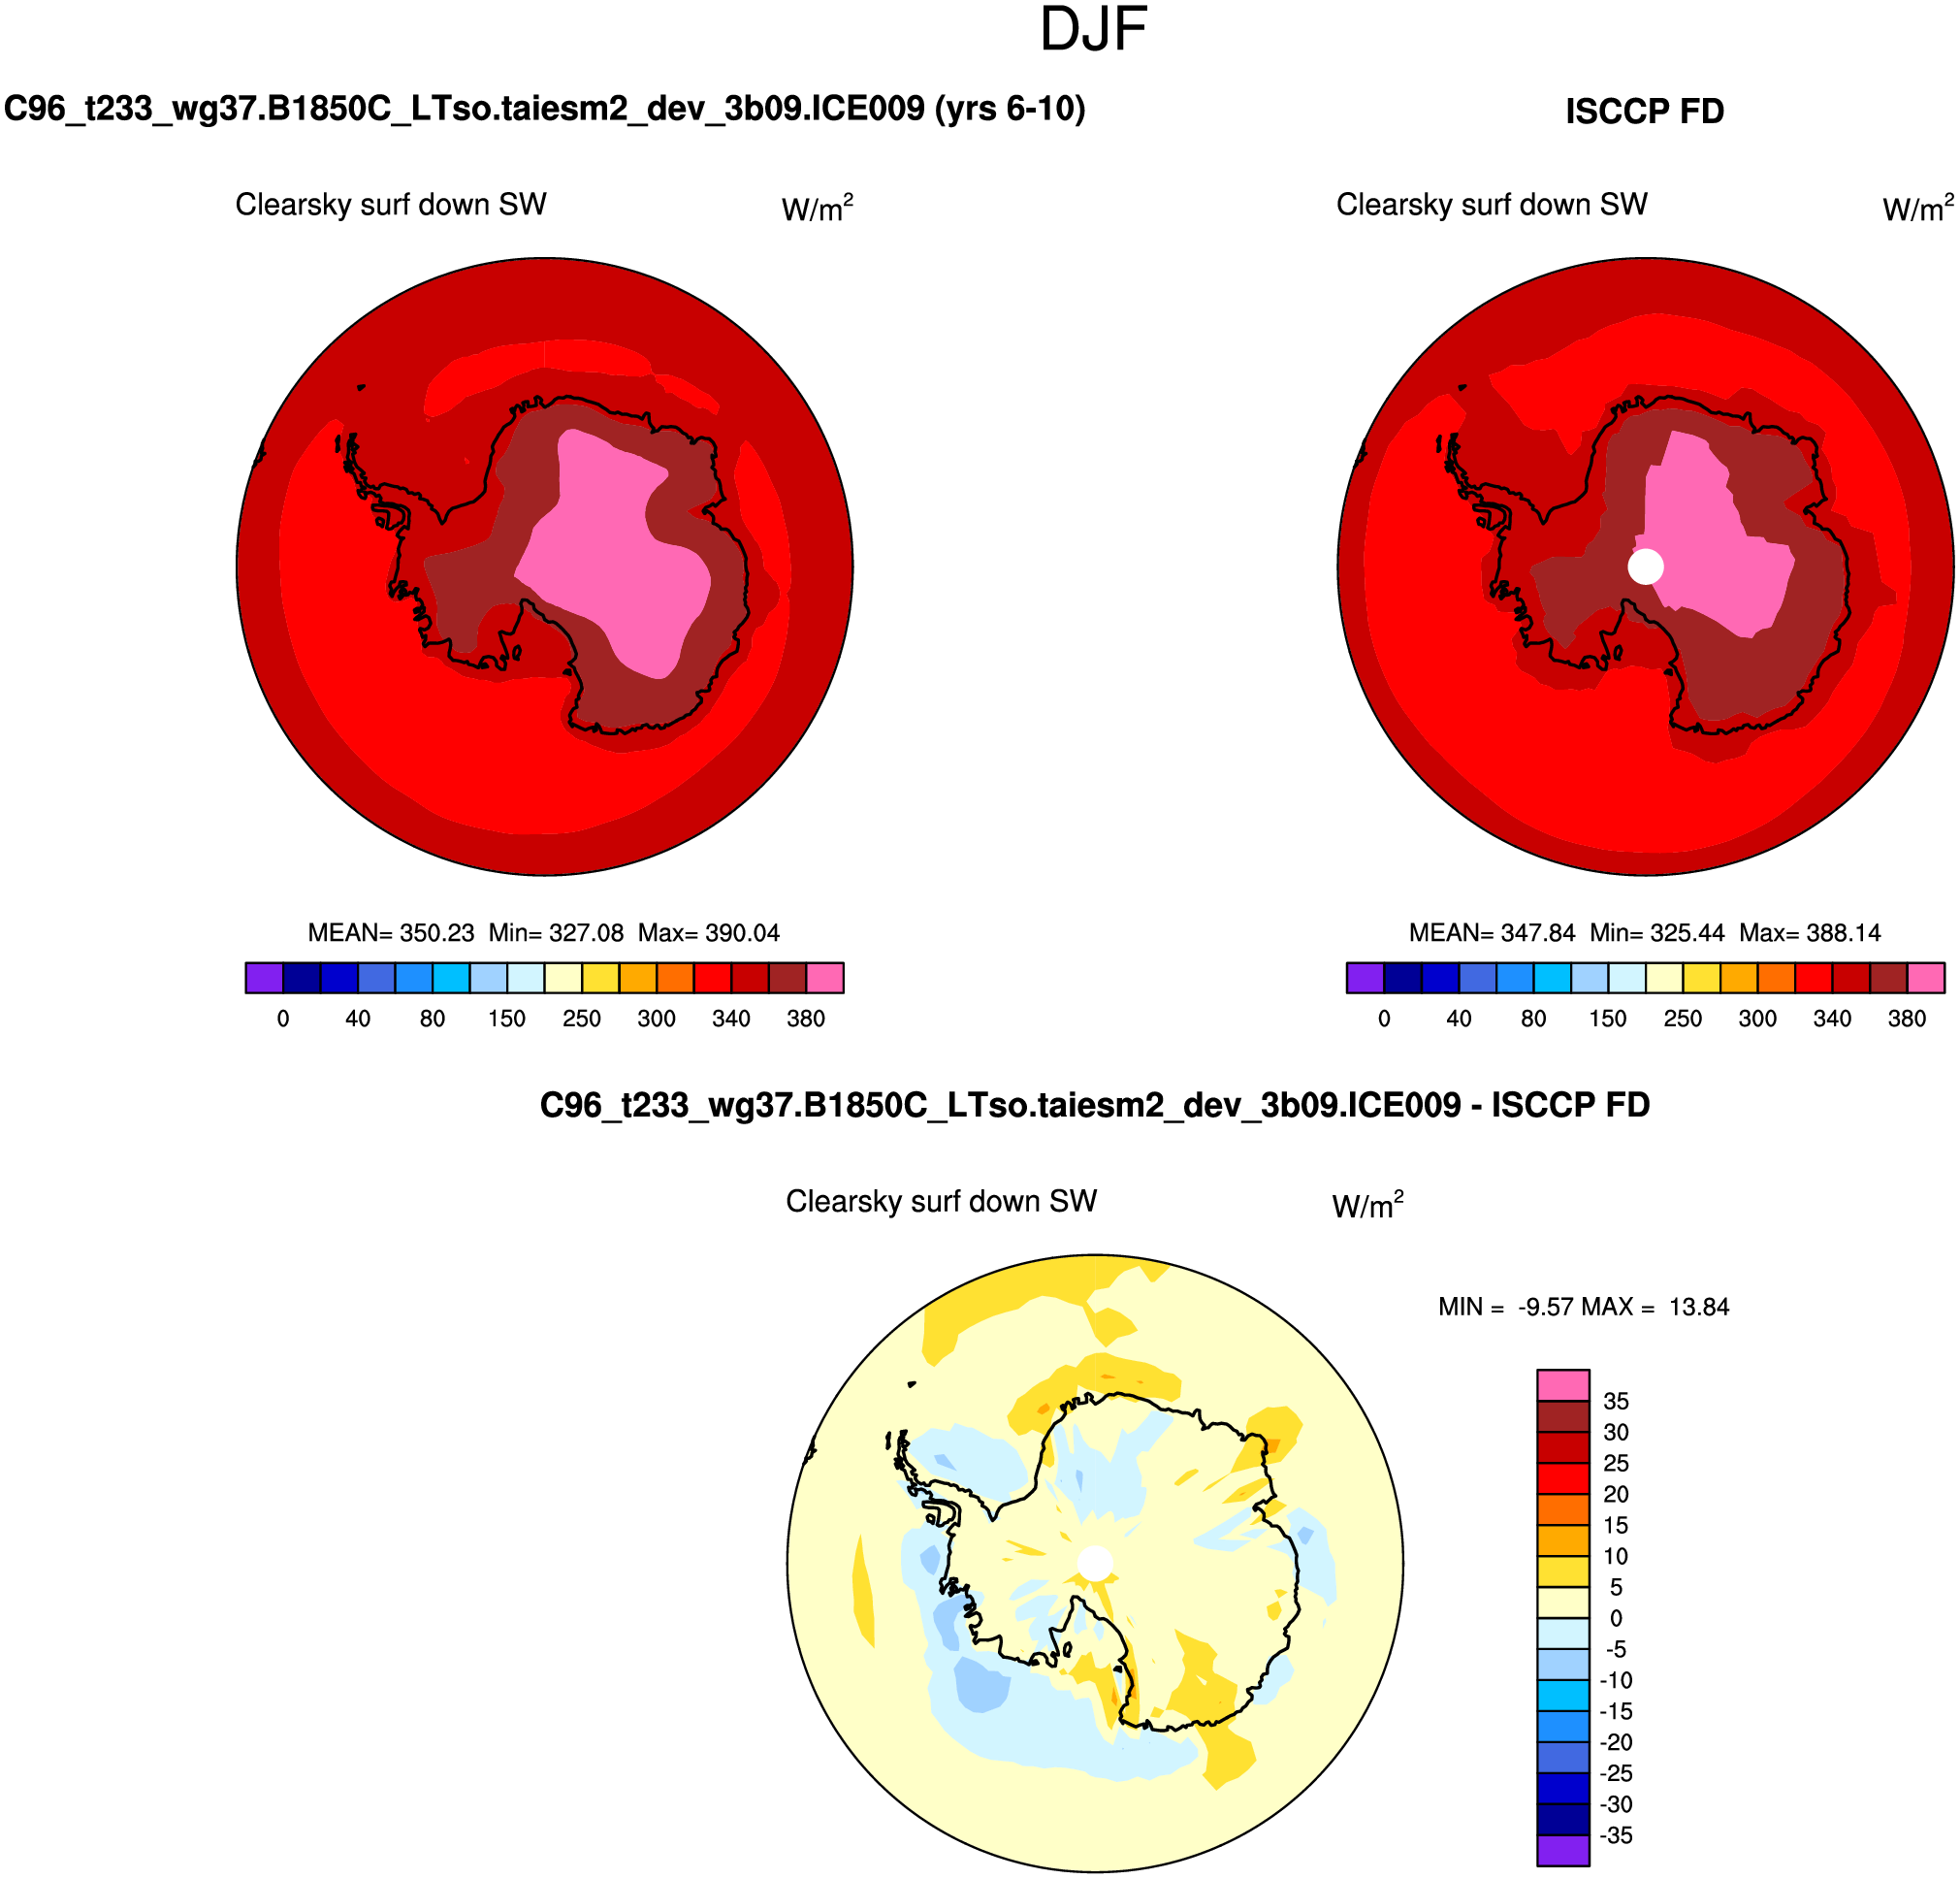 DJF
C96_t233_wg37.B1850C_LTso.taiesm2_dev_3b09.ICE009 (yrs 6-10)
ISCCP FD
Clearsky surf down SW W/m²
Clearsky surf down SW W/m²
MEAN= 350.23 Min= 327.08 Max= 390.04
0 40 80 150 250 300 340 380
MEAN= 347.84 Min= 325.44 Max= 388.14
0 40 80 150 250 300 340 380
C96_t233_wg37.B1850C_LTso.taiesm2_dev_3b09.ICE009 - ISCCP FD
Clearsky surf down SW W/m²
MIN = -9.57 MAX = 13.84
35
30
25
20
15
10
5
0
-5
-10
-15
-20
-25
-30
-35